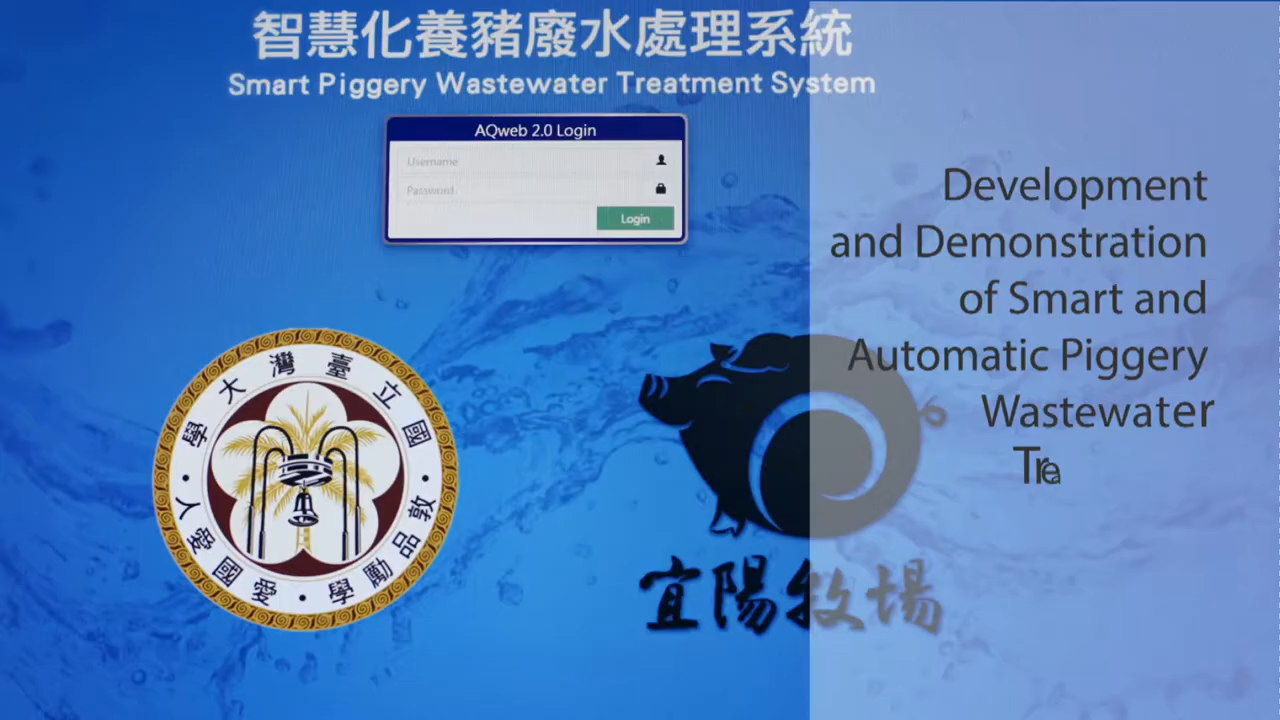 智慧化養豬廢水處理系統
Smart Piggery Wastewater Treatment System
AQweb 2.0 Login
Username
Password
Login
Development
and Demonstration
of Smart and
Automatic Piggery
Wastewater
Trea
國立臺灣大學
敦品勵學・愛國愛人
宜陽牧場